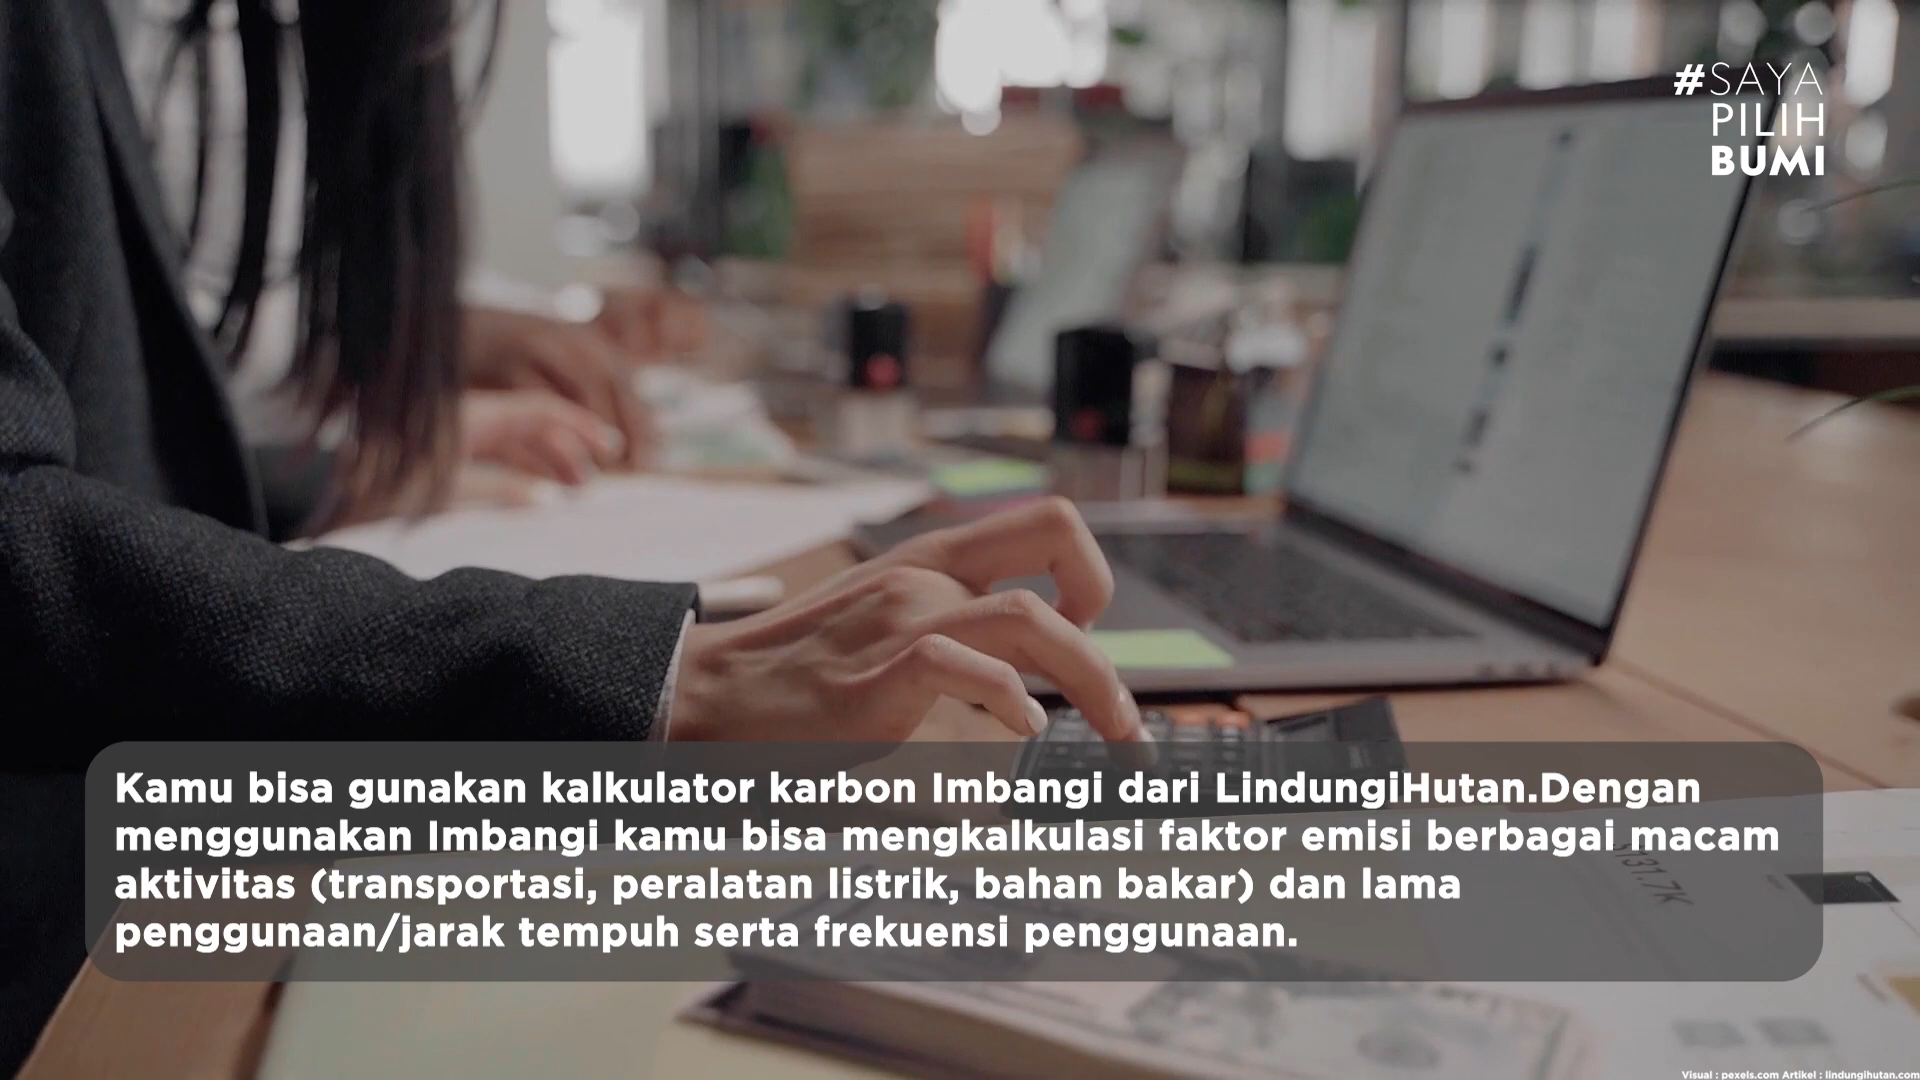 #SAYA
PILIH
BUMI
Kamu bisa gunakan kalkulator karbon Imbangi dari LindungiHutan.Dengan
menggunakan Imbangi kamu bisa mengkalkulasi faktor emisi berbagai macam
aktivitas (transportasi, peralatan listrik, bahan bakar) dan lama
penggunaan/jarak tempuh serta frekuensi penggunaan.
$131.7K
Visual : pexels.com Artikel : lindungihutan.com